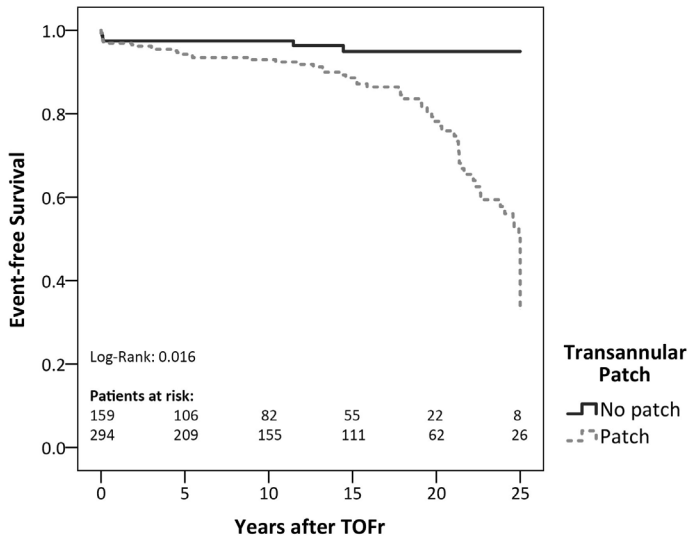 1.0
0.8
0.6
0.4
0.2
0.0
Event-free Survival
Log-Rank: 0.016
Patients at risk:
159 106 82 55 22 8
294 209 155 111 62 26
0 5 10 15 20 25
Years after TOFr
Transannular
Patch
No patch
Patch